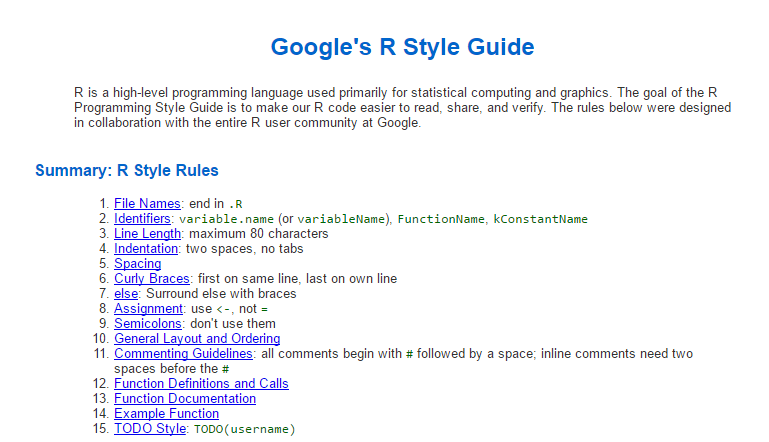 Google's R Style Guide
R is a high-level programming language used primarily for statistical computing and graphics. The goal of the R
Programming Style Guide is to make our R code easier to read, share, and verify. The rules below were designed
in collaboration with the entire R user community at Google.
Summary: R Style Rules
1. File Names: end in .R
2. Identifiers: variable.name (or variableName), FunctionName, kConstantName
3. Line Length: maximum 80 characters
4. Indentation: two spaces, no tabs
5. Spacing
6. Curly Braces: first on same line, last on own line
7. else: Surround else with braces
8. Assignment: use <-, not =
9. Semicolons: don't use them
10. General Layout and Ordering
11. Commenting Guidelines: all comments begin with # followed by a space; inline comments need two
spaces before the #
12. Function Definitions and Calls
13. Function Documentation
14. Example Function
15. TODO Style: TODO(username)